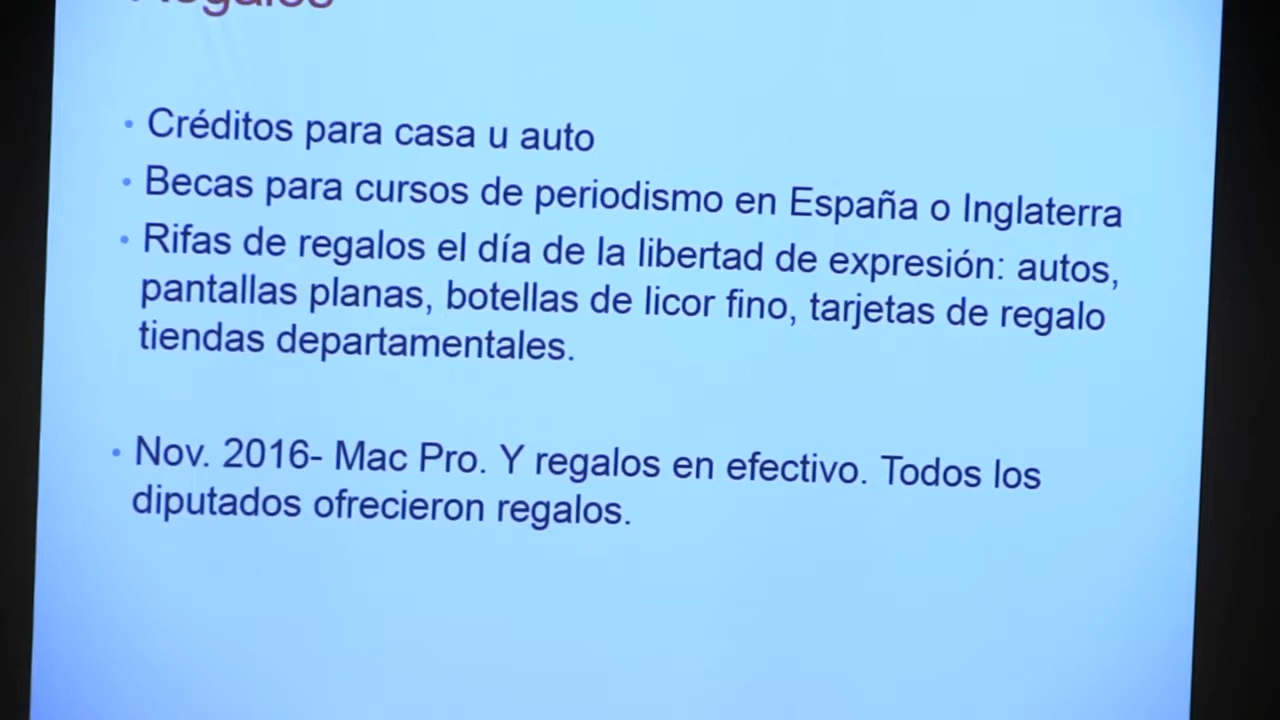 Regalos
• Créditos para casa u auto
• Becas para cursos de periodismo en España o Inglaterra
• Rifas de regalos el día de la libertad de expresión: autos,
pantallas planas, botellas de licor fino, tarjetas de regalo
tiendas departamentales.
• Nov. 2016- Mac Pro. Y regalos en efectivo. Todos los
diputados ofrecieron regalos.